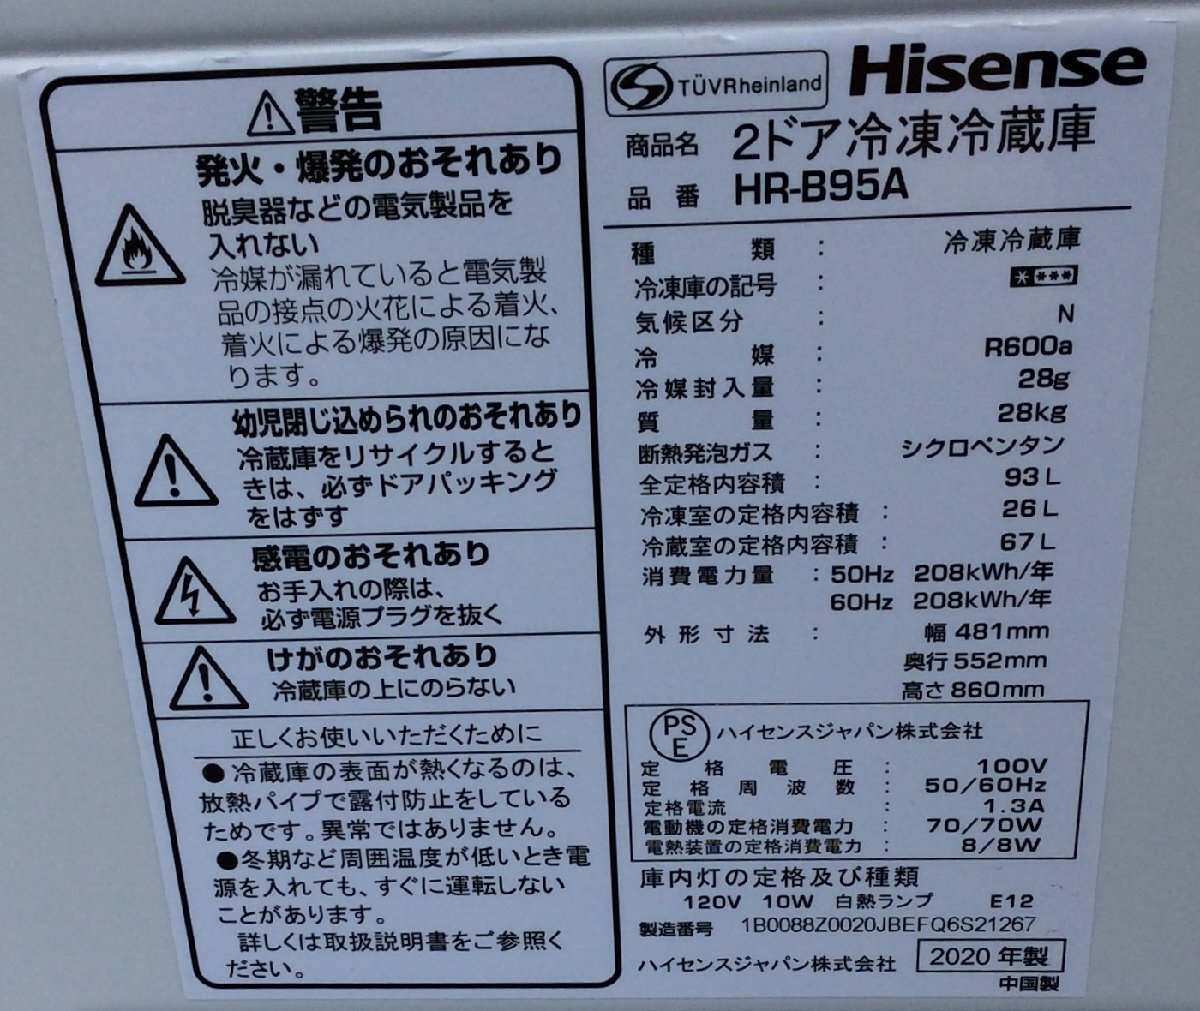 警告
発火・爆発のおそれあり
脱臭器などの電気製品を
入れない
冷媒が漏れていると電気製
品の接点の火花による着火、
着火による爆発の原因にな
ります。
幼児閉じ込められのおそれあり
冷蔵庫をリサイクルすると
きは、必ずドアパッキング
をはずす
感電のおそれあり
お手入れの際は、
必ず電源プラグを抜く
けがのおそれあり
冷蔵庫の上にのらない
正しくお使いいただくために
●冷蔵庫の表面が熱くなるのは、
放熱パイプで露付防止をしている
ためです。異常ではありません。
●冬期など周囲温度が低いとき電
源を入れても、すぐに運転しない
ことがあります。
詳しくは取扱説明書をご参照く
ださい。
TÜVRheinland
Hisense
商品名 2ドア冷凍冷蔵庫
品番 HR-B95A
種類 : 冷凍冷蔵庫
冷凍庫の記号 : ****
気候区分 : N
冷媒 : R600a
冷媒封入量 : 28g
質量 : 28kg
断熱発泡ガス : シクロペンタン
全定格内容積 : 93L
冷凍室の定格内容積 : 26L
冷蔵室の定格内容積 : 67L
消費電力量 : 50Hz 208kWh/年
60Hz 208kWh/年
外形寸法 : 幅481mm
奥行552mm
高さ860mm
PSE ハイセンスジャパン株式会社
定格電圧 : 100V
定格周波数 : 50/60Hz
定格電流 : 1.3A
電動機の定格消費電力 : 70/70W
電熱装置の定格消費電力 : 8/8W
庫内灯の定格及び種類
120V 10W 白熱ランプ E12
製造番号 1B0088Z0020JBEFQ6S21267
ハイセンスジャパン株式会社 2020年製
中国製